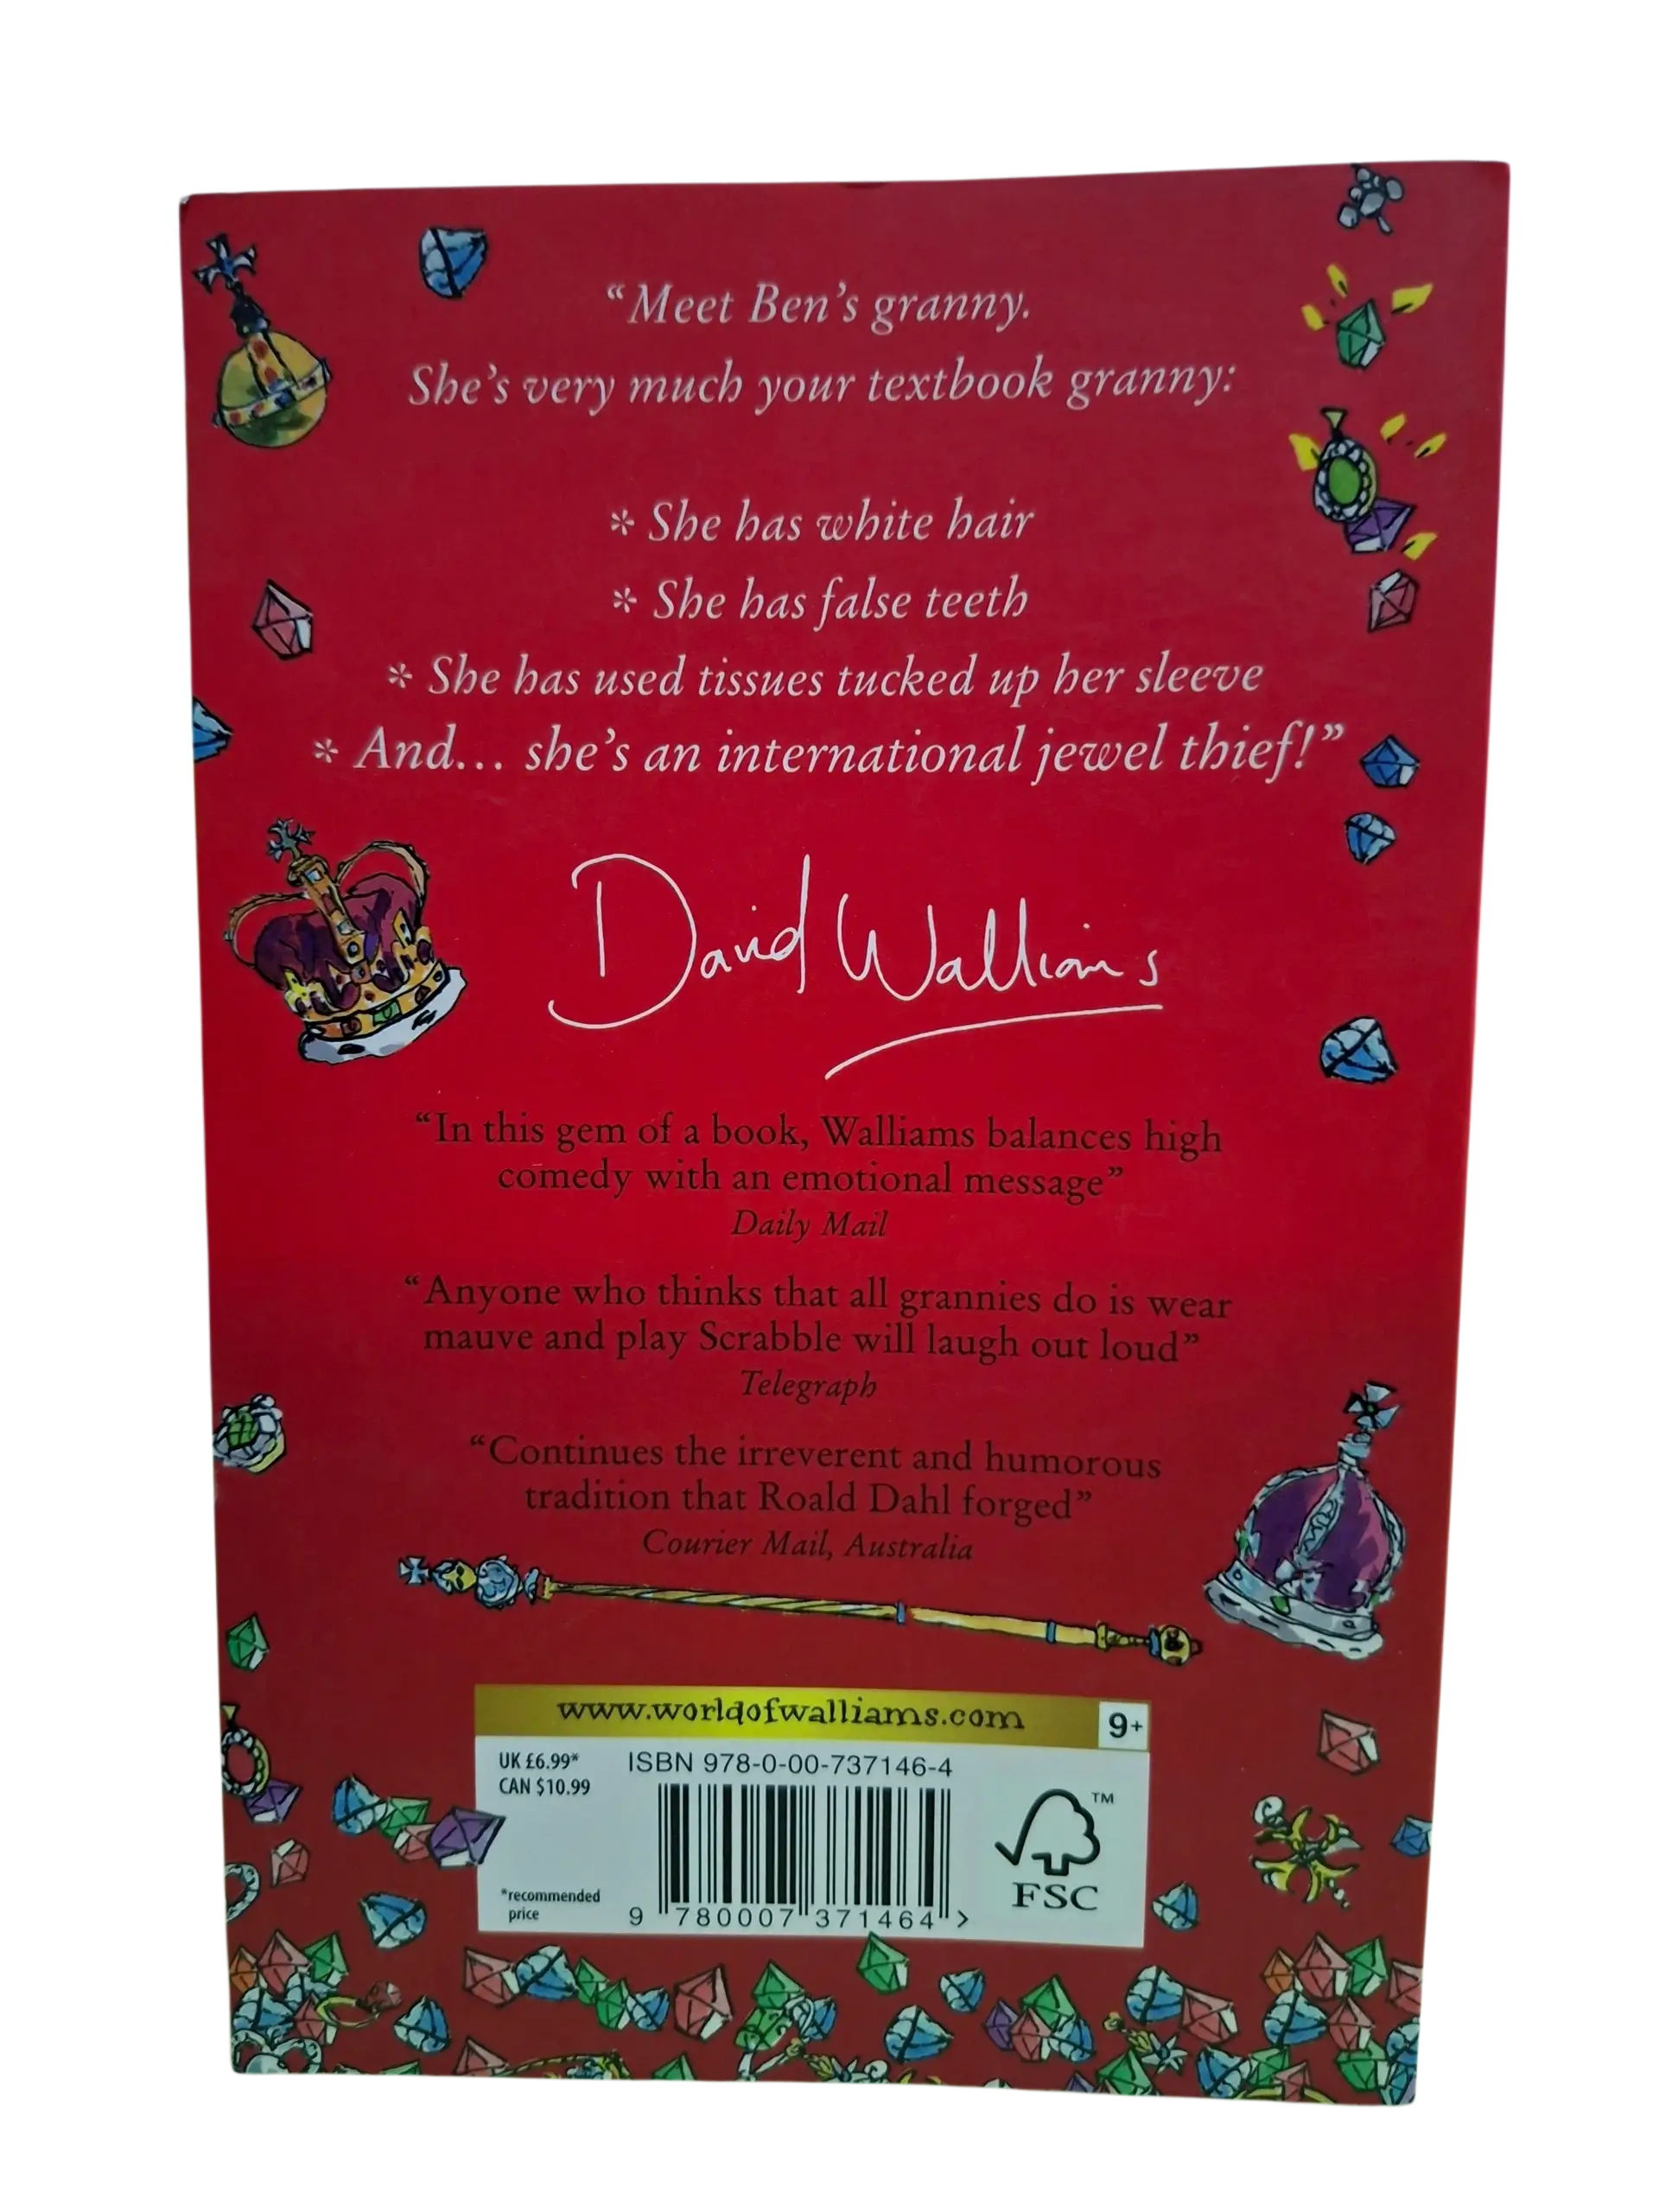 “Meet Ben’s granny.
She’s very much your textbook granny:
* She has white hair
* She has false teeth
* She has used tissues tucked up her sleeve
* And... she’s an international jewel thief!”
David Walliams
“In this gem of a book, Walliams balances high
comedy with an emotional message”
Daily Mail
“Anyone who thinks that all grannies do is wear
mauve and play Scrabble will laugh out loud”
Telegraph
“Continues the irreverent and humorous
tradition that Roald Dahl forged”
Courier Mail, Australia
www.worldofwalliams.com
9+
UK £6.99*
CAN $10.99
ISBN 978-0-00-737146-4
*recommended
price
9 780007 371464 >
TM
FSC